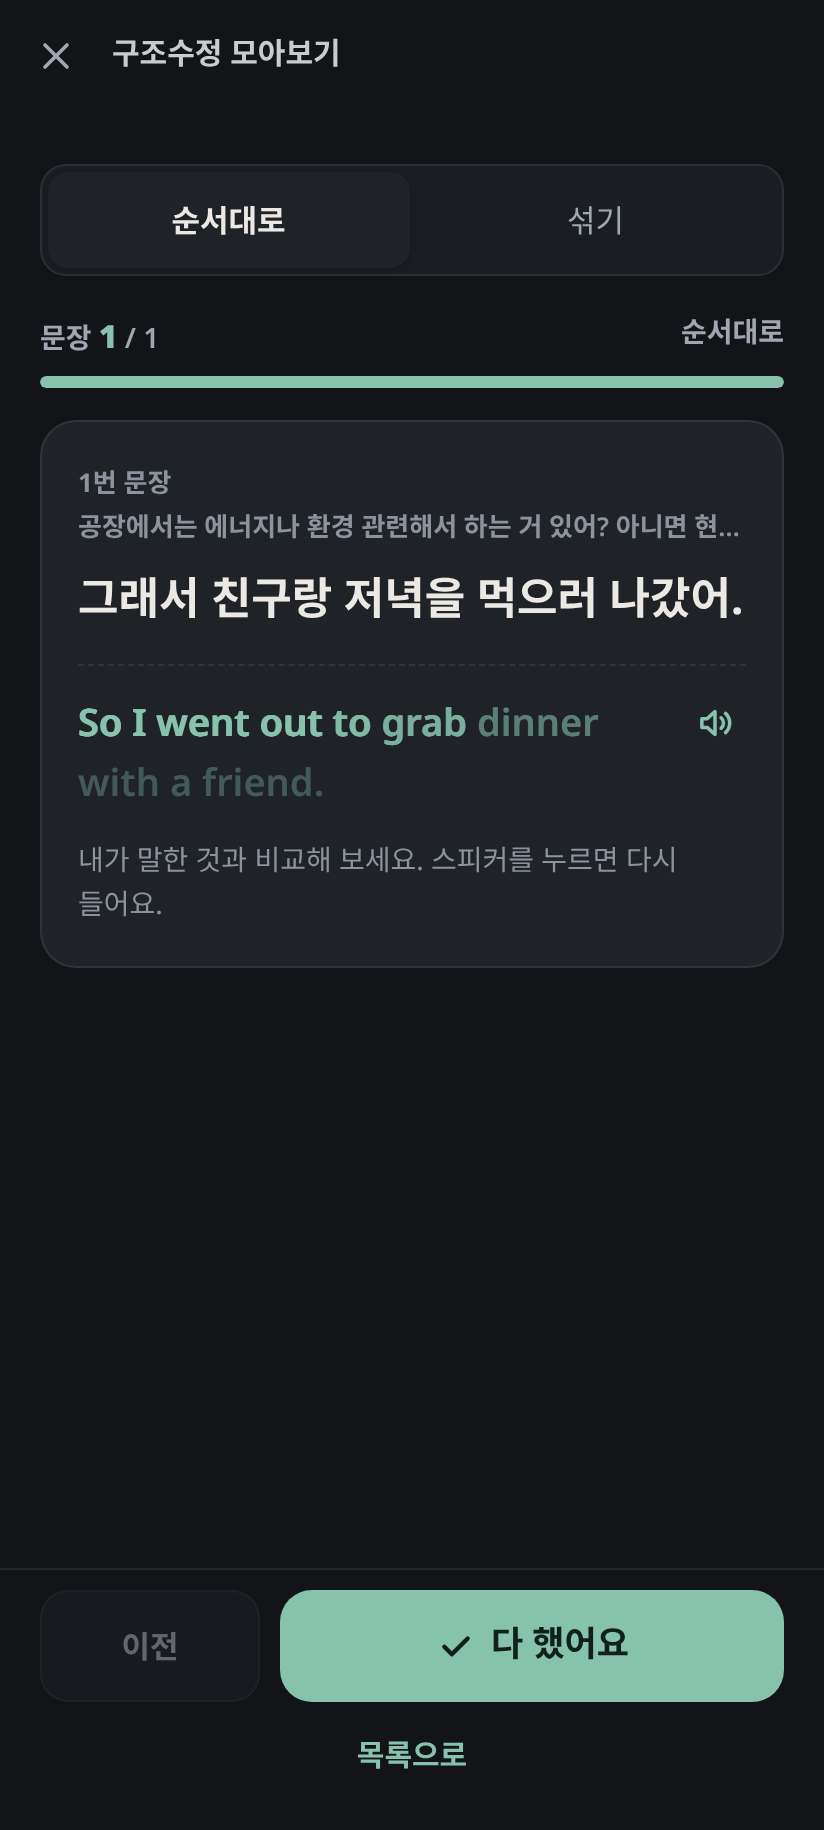 구조수정 모아보기
순서대로
섞기
문장 1 / 1
순서대로
1번 문장
공장에서는 에너지나 환경 관련해서 하는 거 있어? 아니면 현...
그래서 친구랑 저녁을 먹으러 나갔어.
So I went out to grab dinner
with a friend.
내가 말한 것과 비교해 보세요. 스피커를 누르면 다시
들어요.
이전
다 했어요
목록으로